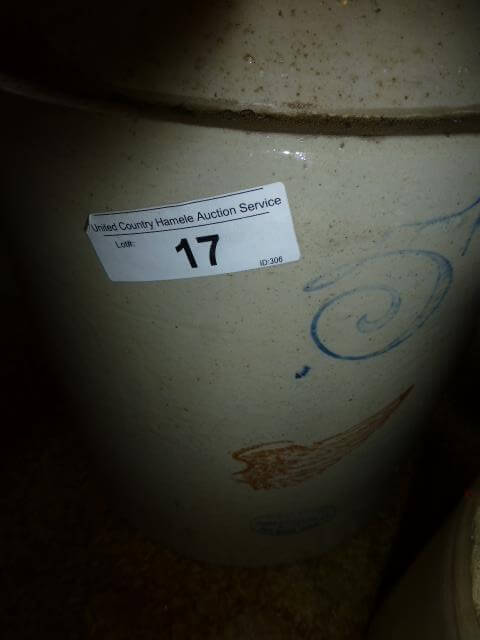 United Country Hamele Auction Service
Lot#:
17
ID:306